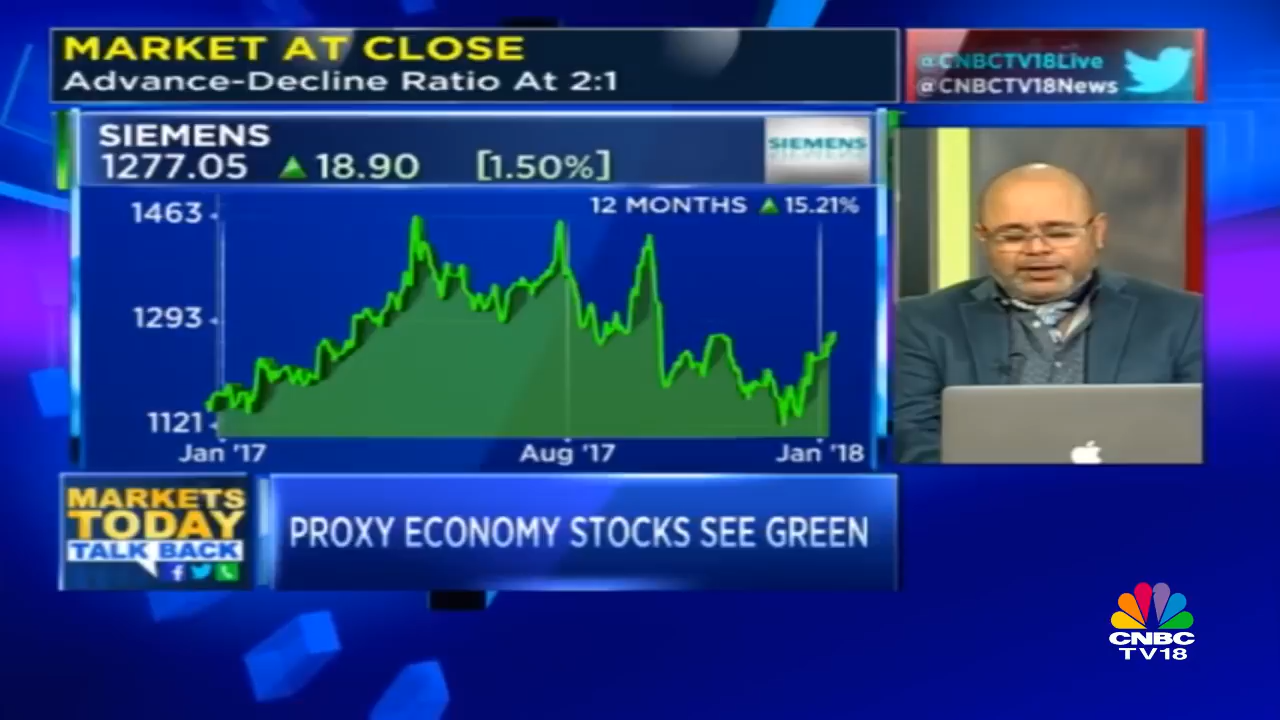 MARKET AT CLOSE
Advance-Decline Ratio At 2:1
@CNBCTV18Live
@CNBCTV18News
SIEMENS
1277.05 ▲ 18.90 [1.50%]
SIEMENS
12 MONTHS ▲ 15.21%
1463
1293
1121
Jan '17 Aug '17 Jan '18
MARKETS
TODAY
TALK BACK
PROXY ECONOMY STOCKS SEE GREEN
CNBC
TV18